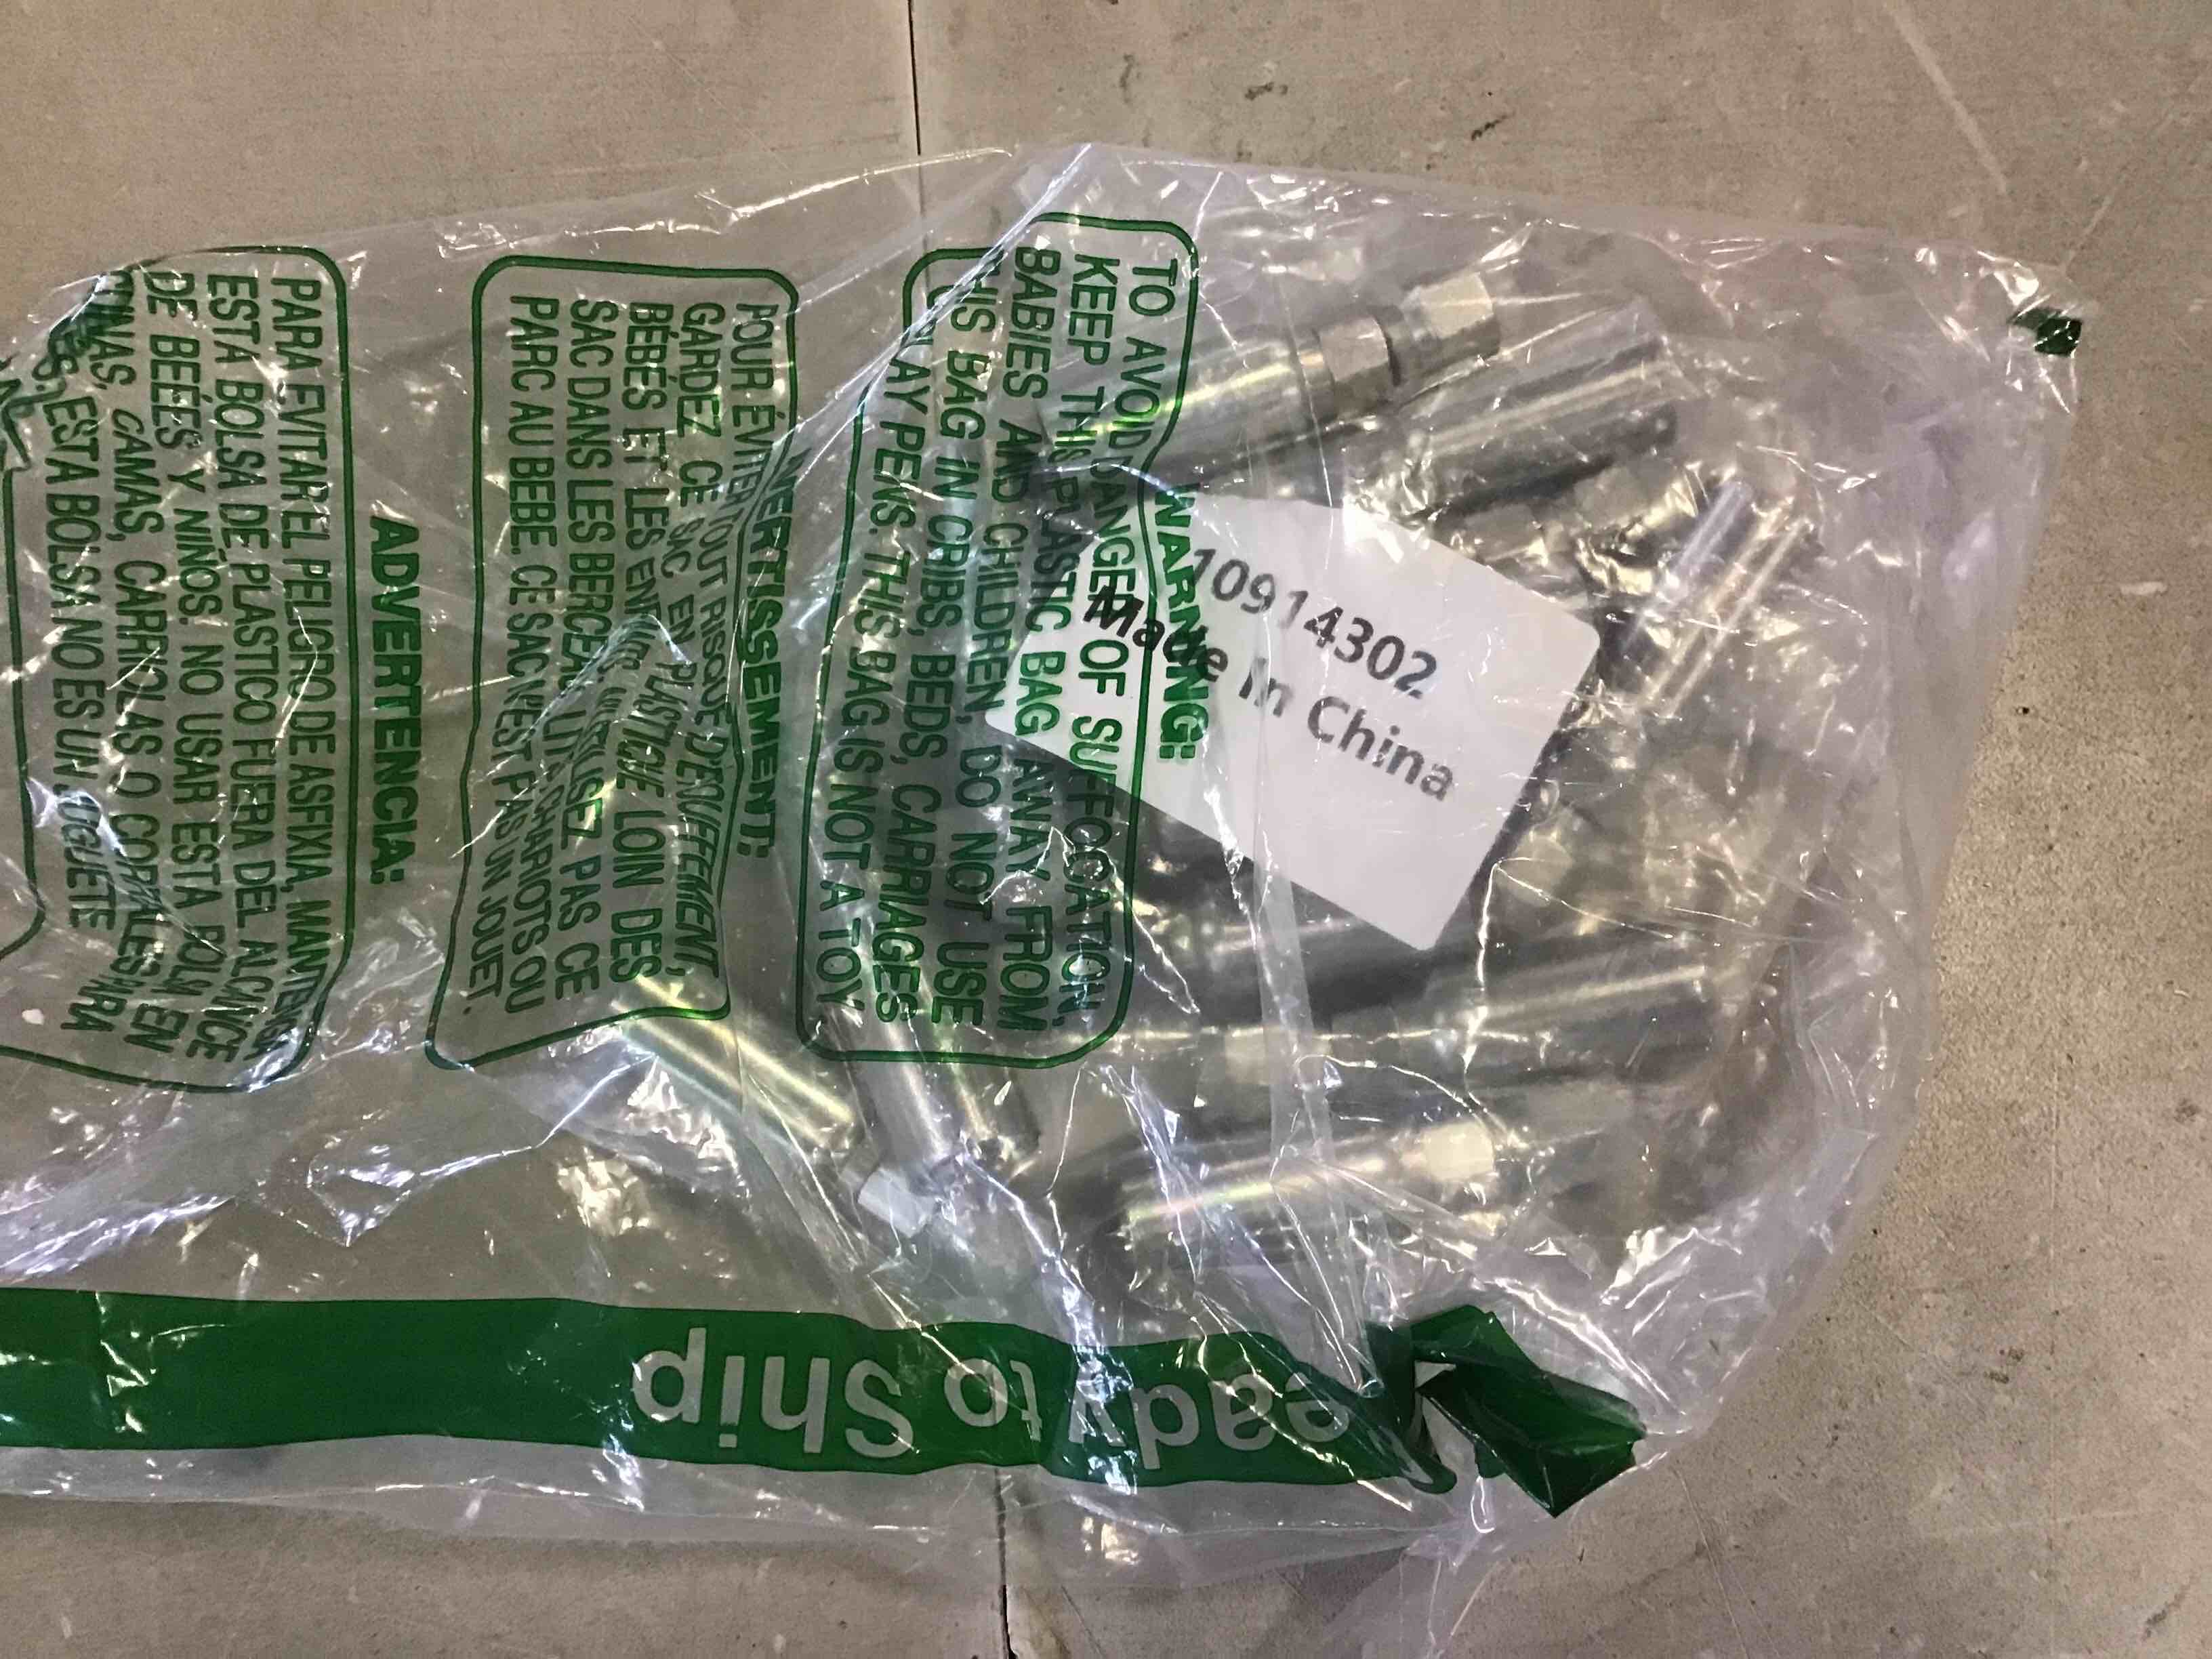 10914302
Made in China
WARNING:
TO AVOID DANGER OF SUFFOCATION,
KEEP THIS PLASTIC BAG AWAY FROM
BABIES AND CHILDREN, DO NOT USE
THIS BAG IN CRIBS, BEDS, CARRIAGES
PLAY PENS. THIS BAG IS NOT A TOY
AVERTISSEMENT:
POUR ÉVITER TOUT RISQUE D'ÉTOUFFEMENT,
GARDEZ CE SAC EN PLASTIQUE LOIN DES
BÉBÉS ET LES ENFANTS N'UTILISEZ PAS CE
SAC DANS LES BERCEAU, LITS, CHARIOTS OU
PARC AU BEBE. CE SAC N'EST PAS UN JOUET.
ADVERTENCIA:
PARA EVITAR EL PELIGRO DE ASFIXIA, MANTENGA
ESTA BOLSA DE PLASTICO FUERA DEL ALCANCE
DE BEÉES Y NIÑOS. NO USAR ESTA BOLSA EN
CAMAS, CARRIOLAS O CORRALES PARA
ESTA BOLSA NO ES UN JUGUETE
eady to Ship